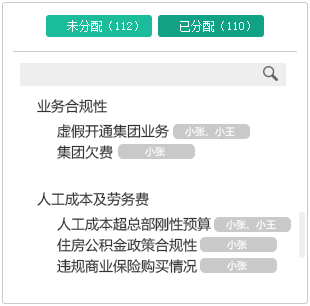 未分配（112） 已分配（110）
业务合规性
虚假开通集团业务 小张、小王
集团欠费 小张
人工成本及劳务费
人工成本超总部刚性预算 小张、小王
住房公积金政策合规性 小张
违规商业保险购买情况 小张